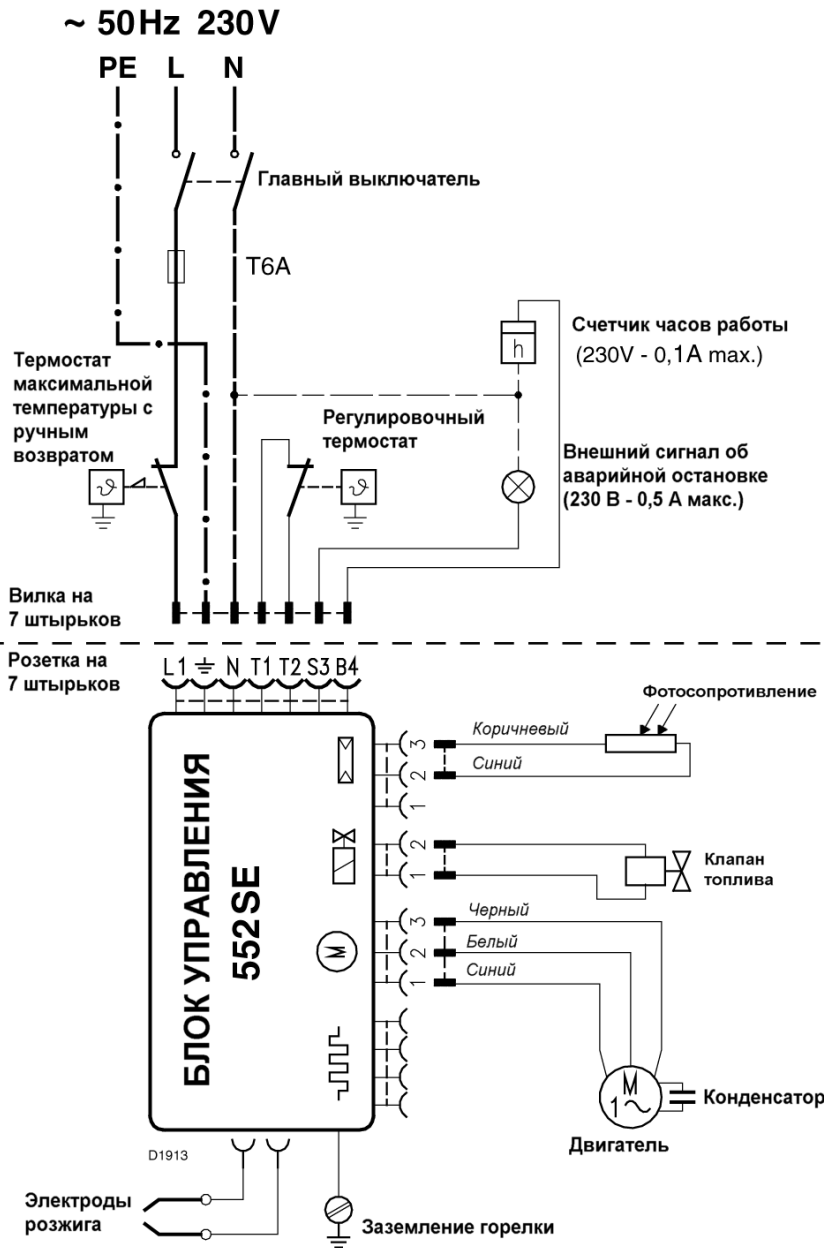 ~ 50Hz 230V
PE L N
Главный выключатель
T6A
Счетчик часов работы
(230V - 0,1A max.)
h
Термостат
максимальной
температуры с
ручным
возвратом
Регулировочный
термостат
Внешний сигнал об
аварийной остановке
(230 В - 0,5 А макс.)
Вилка на
7 штырьков
Розетка на
7 штырьков
L1 N T1 T2 S3 B4
Фотосопротивление
Коричневый
3
Синий
2
1
БЛОК УПРАВЛЕНИЯ
552SE
2
1
Клапан
топлива
Черный
3
Белый
2
Синий
1
M
M
1~
Конденсатор
Двигатель
D1913
Электроды
розжига
Заземление горелки